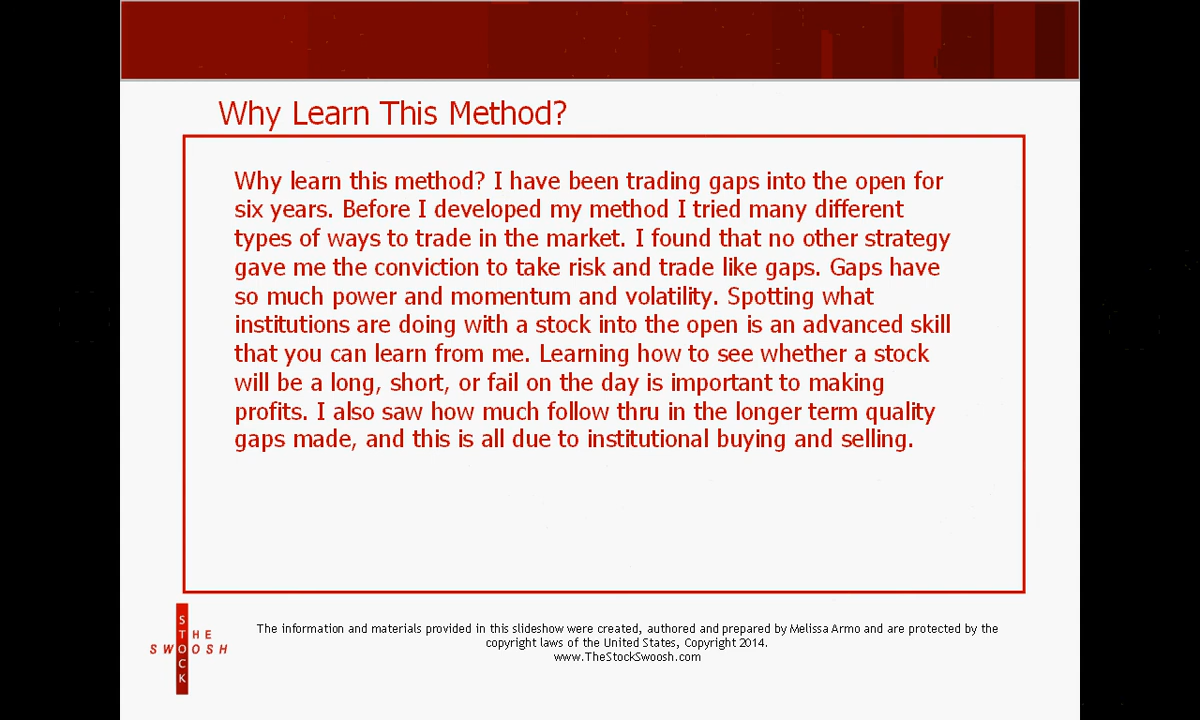 Why Learn This Method?
Why learn this method? I have been trading gaps into the open for
six years. Before I developed my method I tried many different
types of ways to trade in the market. I found that no other strategy
gave me the conviction to take risk and trade like gaps. Gaps have
so much power and momentum and volatility. Spotting what
institutions are doing with a stock into the open is an advanced skill
that you can learn from me. Learning how to see whether a stock
will be a long, short, or fail on the day is important to making
profits. I also saw how much follow thru in the longer term quality
gaps made, and this is all due to institutional buying and selling.
THE
STOCK
SWOOSH
The information and materials provided in this slideshow were created, authored and prepared by Melissa Armo and are protected by the
copyright laws of the United States, Copyright 2014.
www.TheStockSwoosh.com